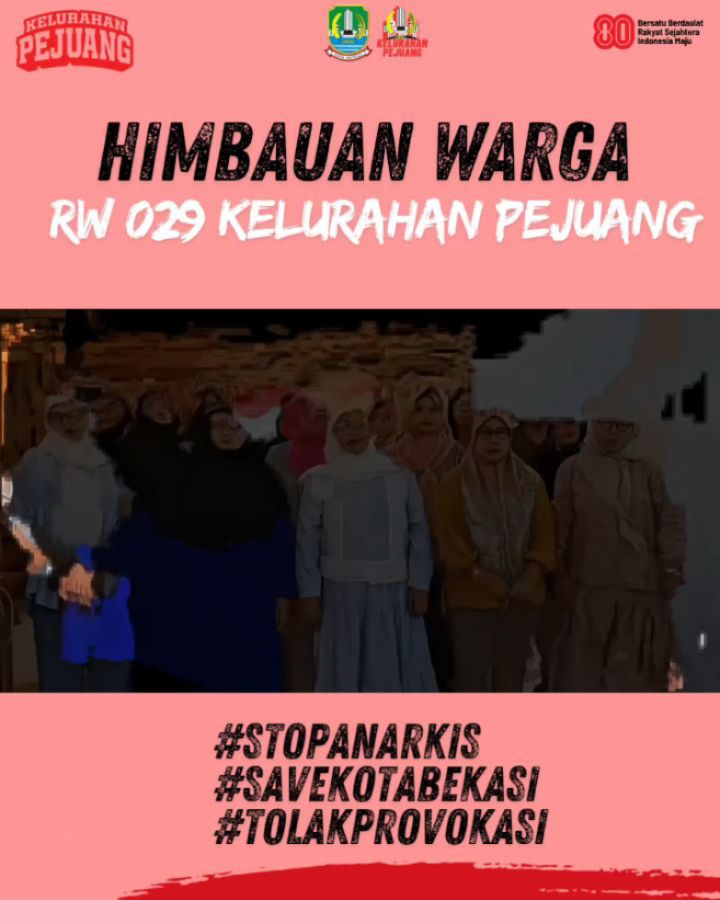 KELURAHAN
PEJUANG
KELURAHAN
PEJUANG
80
Bersatu Berdaulat
Rakyat Sejahtera
Indonesia Maju
HIMBAUAN WARGA
RW 029 KELURAHAN PEJUANG
#STOPANARKIS
#SAVEKOTABEKASI
#TOLAKPROVOKASI